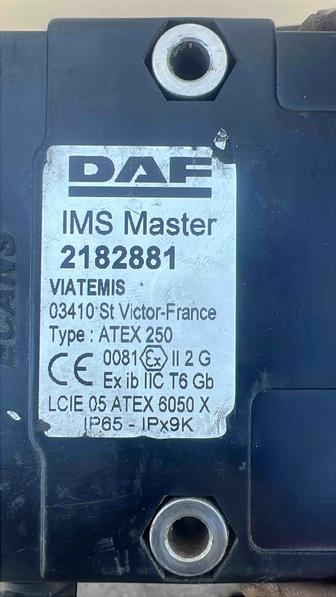 DAF
IMS Master
2182881
VIATEMIS
03410 St Victor-France
Type : ATEX 250
CE 0081 Ex II 2 G
Ex ib IIC T6 Gb
LCIE 05 ATEX 6050 X
IP65 - IPx9K